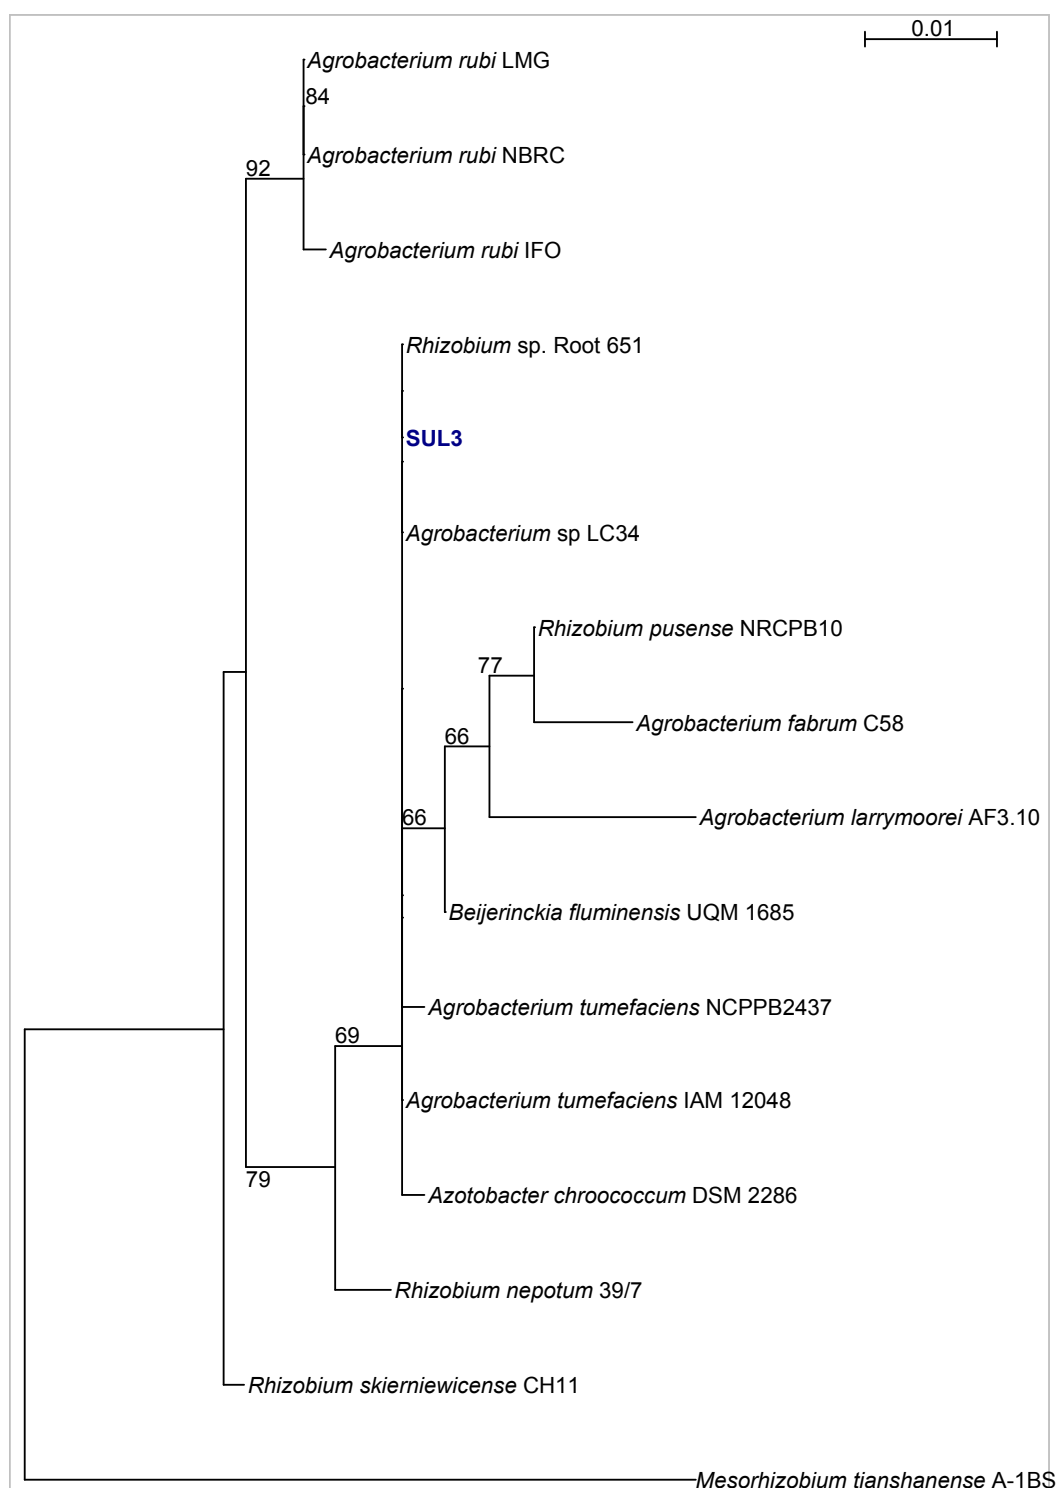 0.01
Agrobacterium rubi LMG
84
Agrobacterium rubi NBRC
92
Agrobacterium rubi IFO
Rhizobium sp. Root 651
SUL3
Agrobacterium sp LC34
Rhizobium pusense NRCPB10
77
Agrobacterium fabrum C58
66
Agrobacterium larrymoorei AF3.10
66
Beijerinckia fluminensis UQM 1685
Agrobacterium tumefaciens NCPPB2437
69
Agrobacterium tumefaciens IAM 12048
79
Azotobacter chroococcum DSM 2286
Rhizobium nepotum 39/7
Rhizobium skierniewicense CH11
Mesorhizobium tianshanense A-1BS